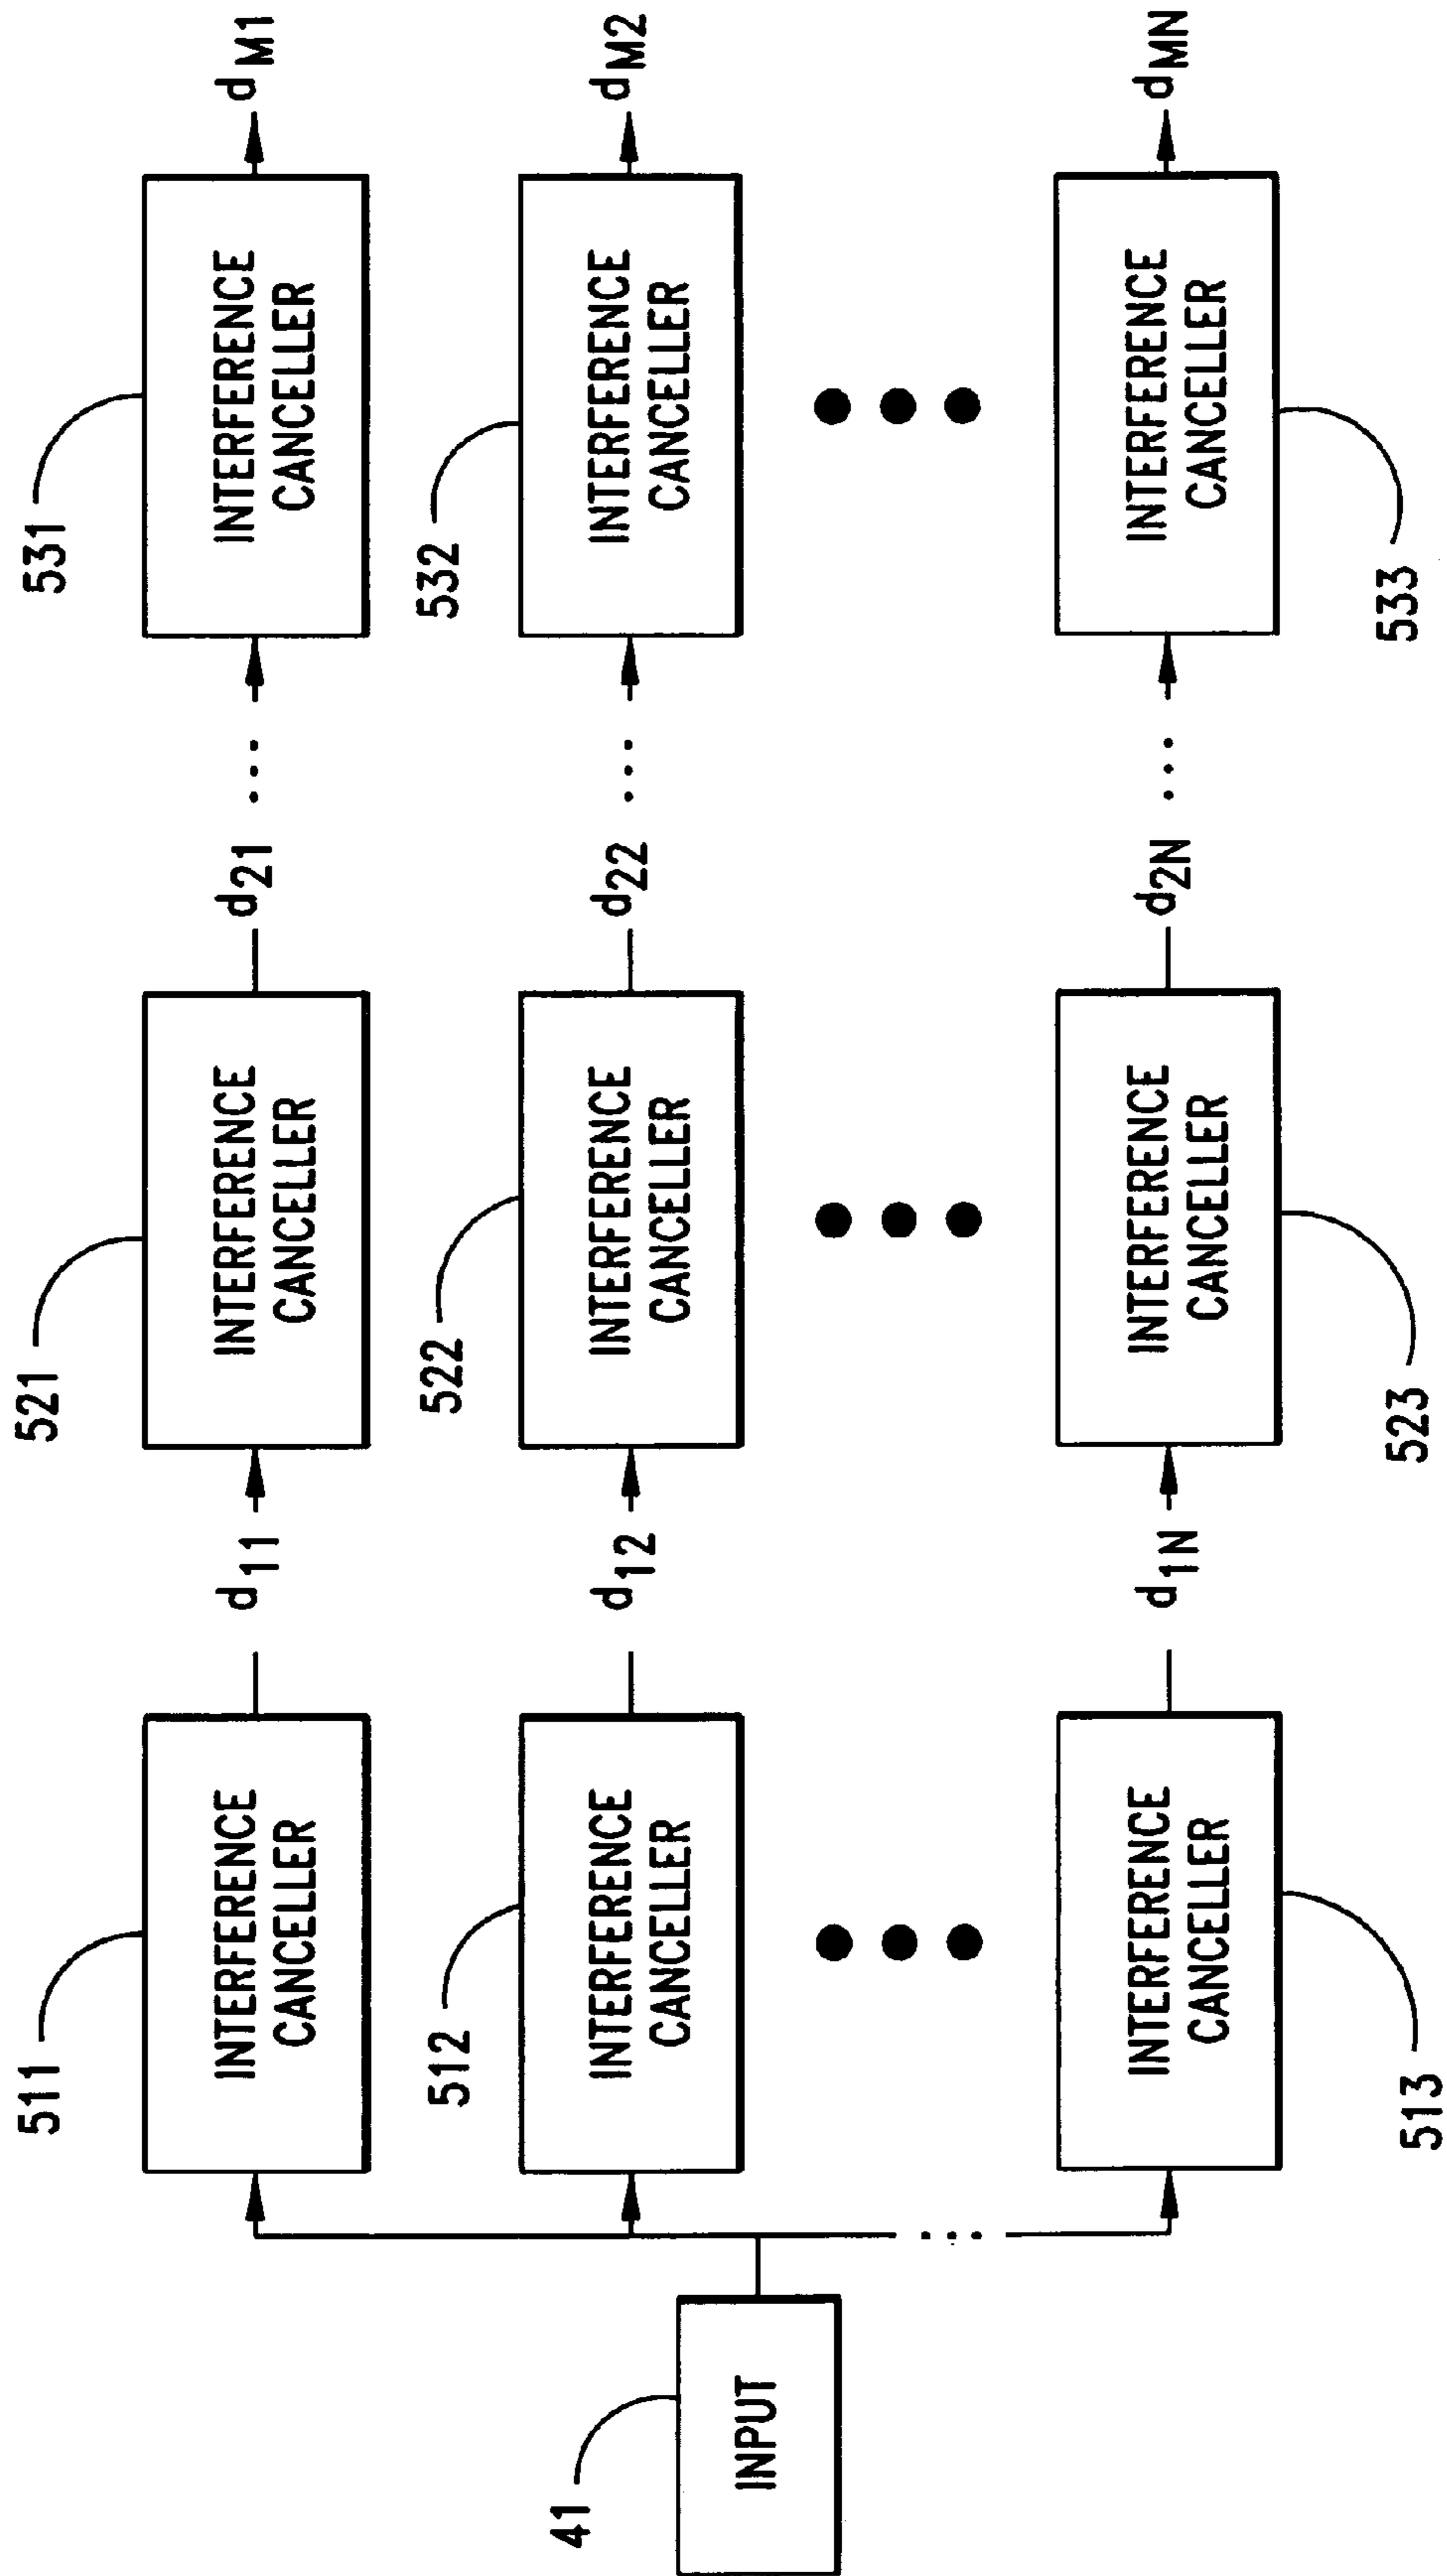 41
INPUT
511
INTERFERENCE
CANCELLER
d11
521
INTERFERENCE
CANCELLER
d21
...
531
INTERFERENCE
CANCELLER
dM1
512
INTERFERENCE
CANCELLER
d12
522
INTERFERENCE
CANCELLER
d22
...
532
INTERFERENCE
CANCELLER
dM2
513
INTERFERENCE
CANCELLER
d1N
523
INTERFERENCE
CANCELLER
d2N
...
533
INTERFERENCE
CANCELLER
dMN